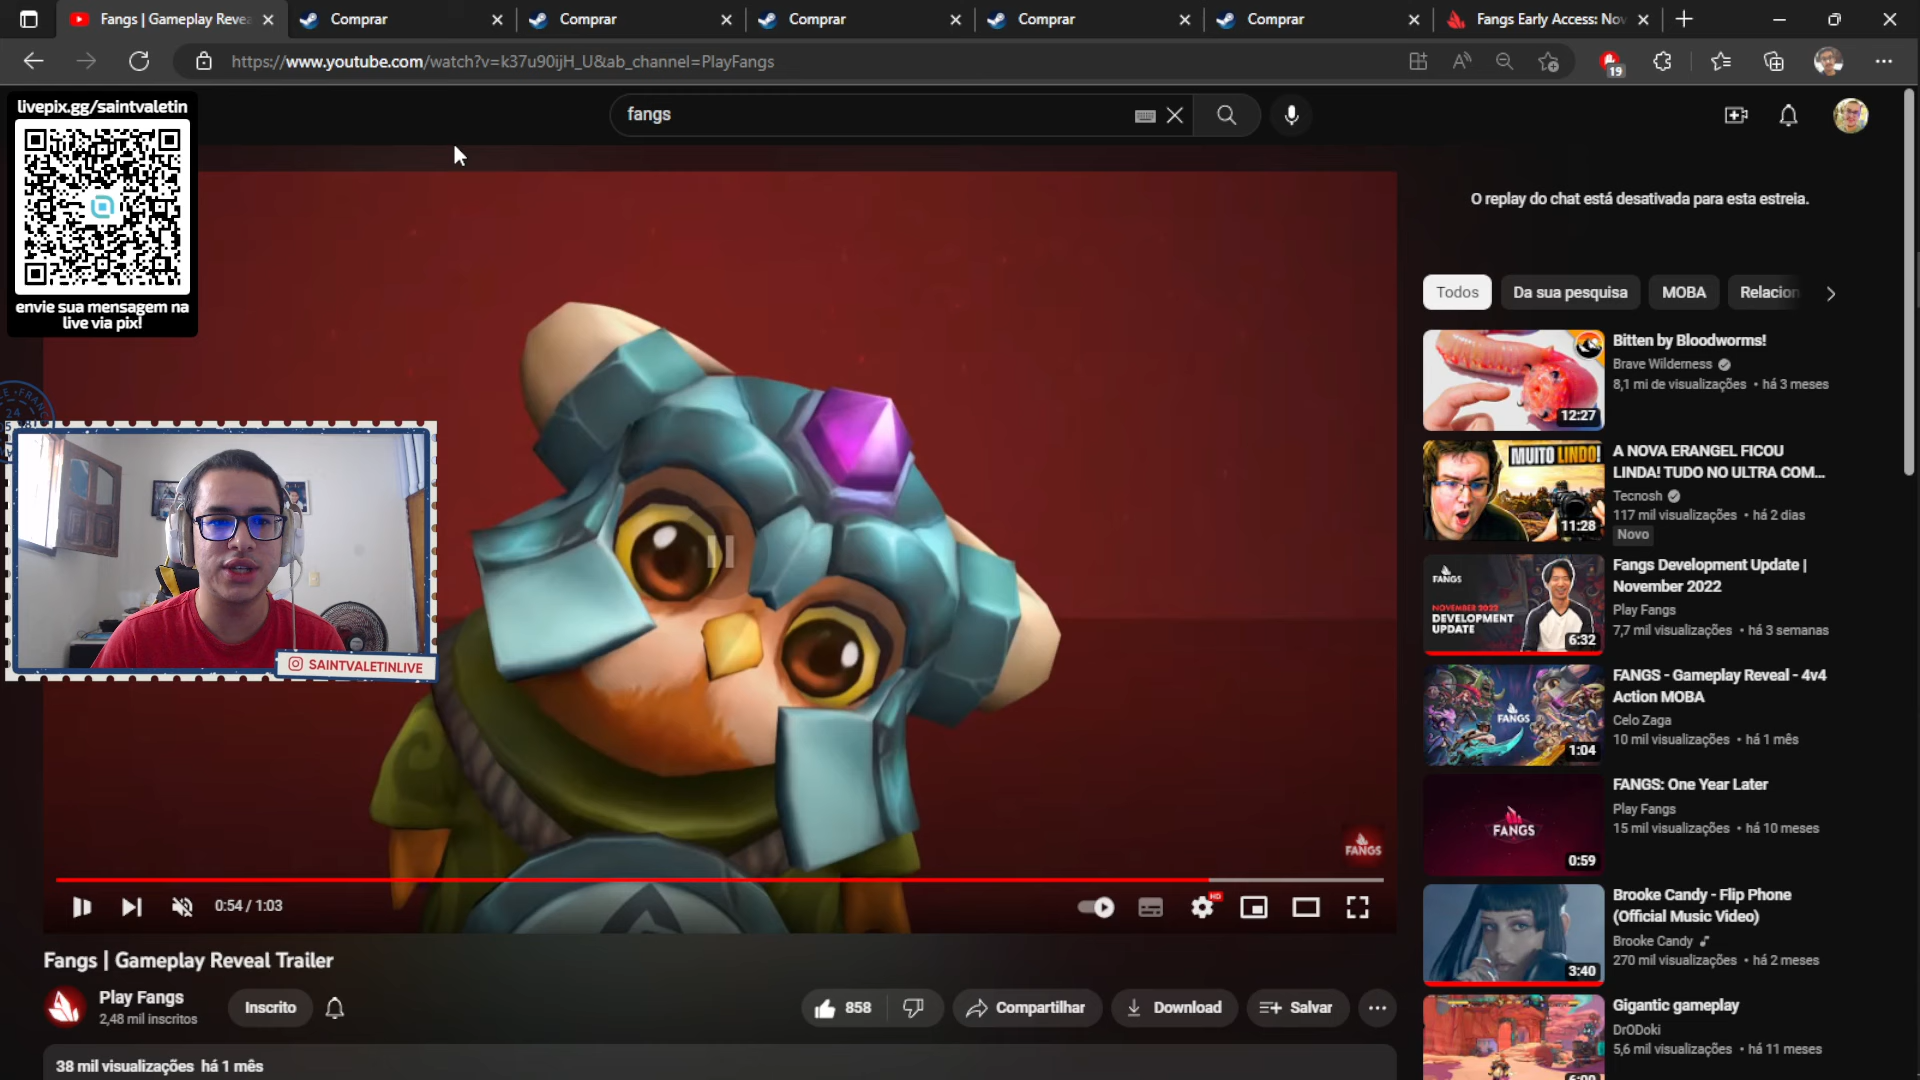 Fangs | Gameplay Revea
Comprar
Comprar
Comprar
Comprar
Comprar
Fangs Early Access: Nov
https://www.youtube.com/watch?v=k37u90ijH_U&ab_channel=PlayFangs
19
livepix.gg/saintvaletin
envie sua mensagem na
live via pix!
fangs
O replay do chat está desativada para esta estreia.
Todos
Da sua pesquisa
MOBA
Relacion
Bitten by Bloodworms!
Brave Wilderness
8,1 mi de visualizações • há 3 meses
12:27
MUITO LINDO!
A NOVA ERANGEL FICOU
LINDA! TUDO NO ULTRA COM...
Tecnosh
117 mil visualizações • há 2 dias
Novo
11:28
FANGS
NOVEMBER 2022
DEVELOPMENT
UPDATE
6:32
Fangs Development Update |
November 2022
Play Fangs
7,7 mil visualizações • há 3 semanas
FANGS
1:04
FANGS - Gameplay Reveal - 4v4
Action MOBA
Celo Zaga
10 mil visualizações • há 1 mês
FANGS
0:59
FANGS: One Year Later
Play Fangs
15 mil visualizações • há 10 meses
3:40
Brooke Candy - Flip Phone
(Official Music Video)
Brooke Candy
270 mil visualizações • há 2 meses
Gigantic gameplay
DrODoki
5,6 mil visualizações • há 11 meses
24
SAINTVALETINLIVE
FANGS
0:54 / 1:03
HD
Fangs | Gameplay Reveal Trailer
Play Fangs
2,48 mil inscritos
Inscrito
858
Compartilhar
Download
Salvar
38 mil visualizações há 1 mês